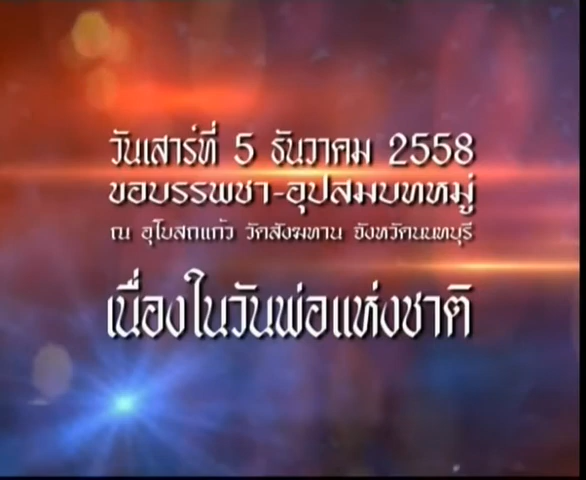 วันเสาร์ที่ 5 ธันวาคม 2558
ขอบรรพชา-อุปสมบทหมู่
ณ อุโบสถแก้ว วัดสังฆทาน จังหวัดนนทบุรี
เนื่องในวันพ่อแห่งชาติ